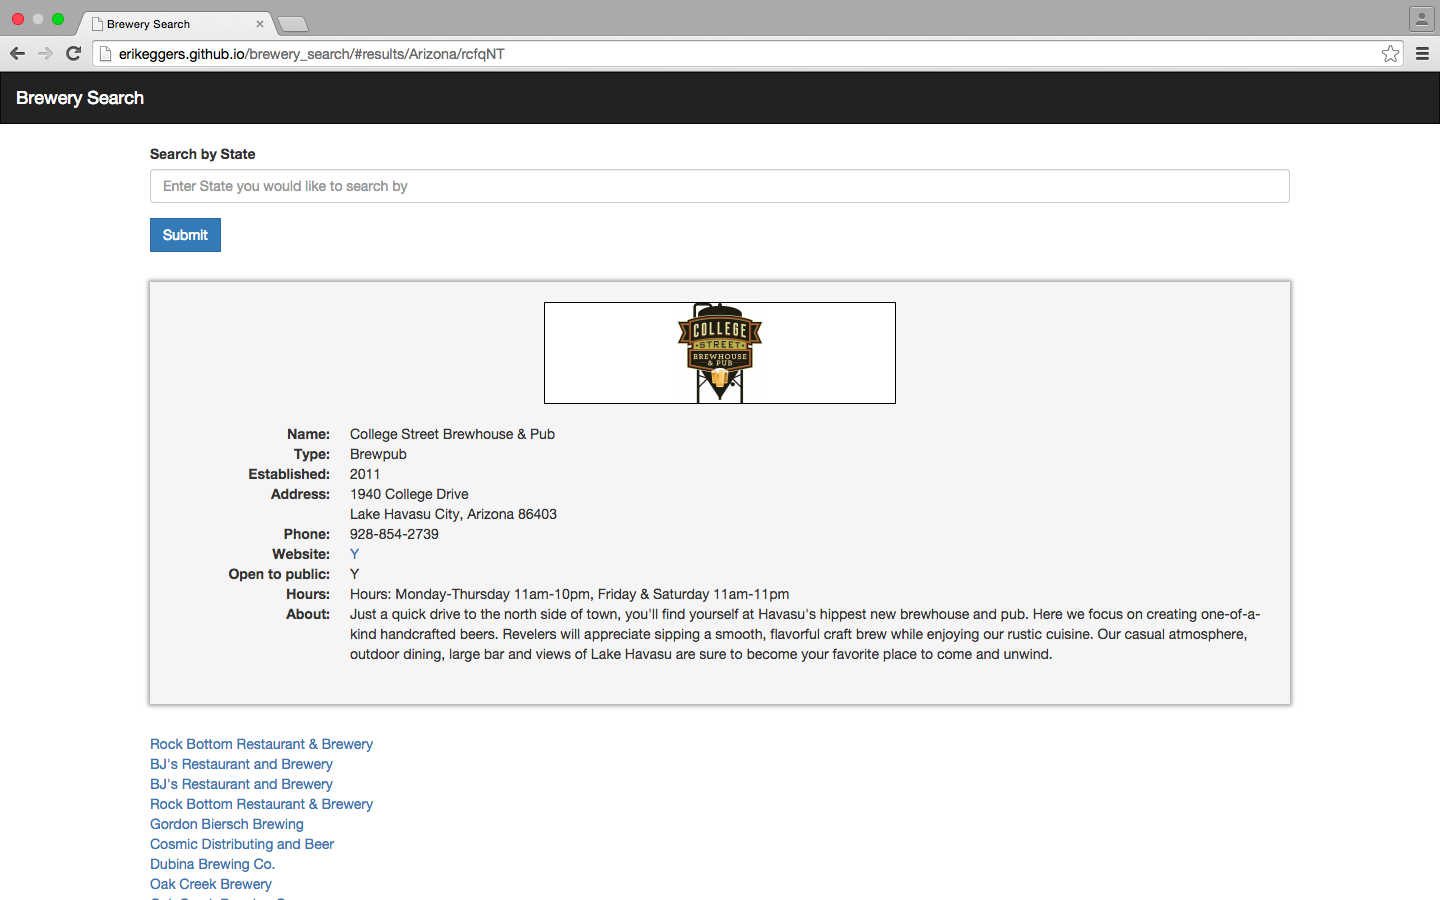 Brewery Search
erikeggers.github.io/brewery_search/#results/Arizona/rcfqNT
Brewery Search
Search by State
Enter State you would like to search by
Submit
COLLEGE
STREET
BREWHOUSE
& PUB
Name: College Street Brewhouse & Pub
Type: Brewpub
Established: 2011
Address: 1940 College Drive
Lake Havasu City, Arizona 86403
Phone: 928-854-2739
Website: Y
Open to public: Y
Hours: Hours: Monday-Thursday 11am-10pm, Friday & Saturday 11am-11pm
About: Just a quick drive to the north side of town, you'll find yourself at Havasu's hippest new brewhouse and pub. Here we focus on creating one-of-a-
kind handcrafted beers. Revelers will appreciate sipping a smooth, flavorful craft brew while enjoying our rustic cuisine. Our casual atmosphere,
outdoor dining, large bar and views of Lake Havasu are sure to become your favorite place to come and unwind.
Rock Bottom Restaurant & Brewery
BJ's Restaurant and Brewery
BJ's Restaurant and Brewery
Rock Bottom Restaurant & Brewery
Gordon Biersch Brewing
Cosmic Distributing and Beer
Dubina Brewing Co.
Oak Creek Brewery